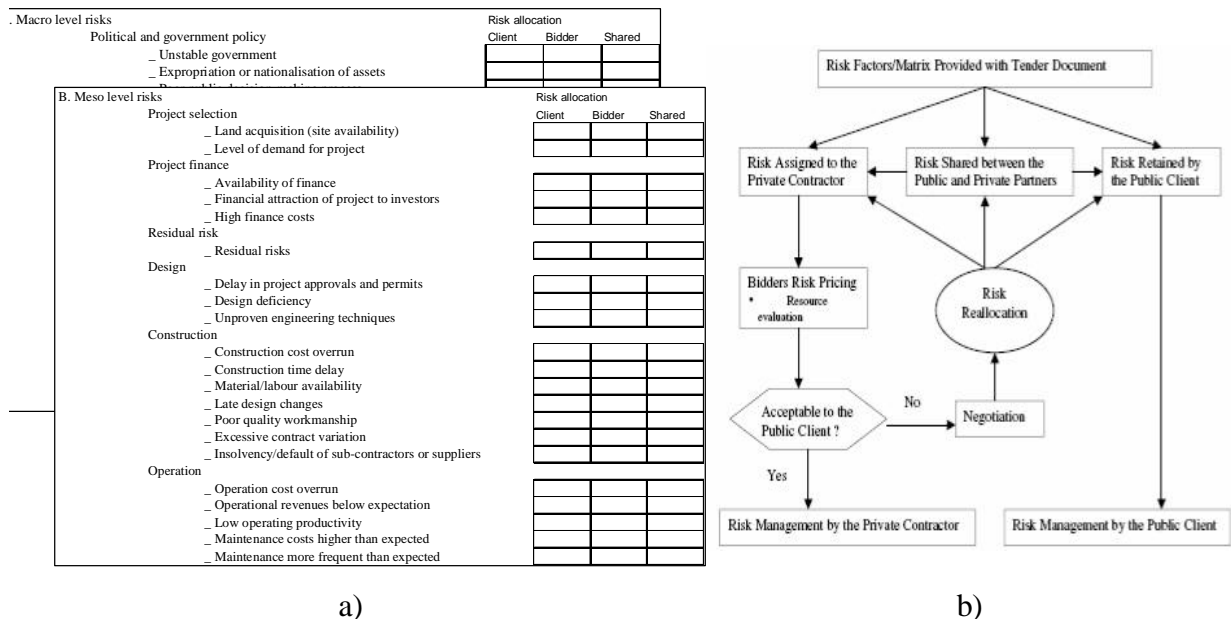 . Macro level risks
Risk allocation
Political and government policy
Client Bidder Shared
_ Unstable government
_ Expropriation or nationalisation of assets
B. Meso level risks
Risk allocation
Project selection
Client Bidder Shared
_ Land acquisition (site availability)
_ Level of demand for project
Project finance
_ Availability of finance
_ Financial attraction of project to investors
_ High finance costs
Residual risk
_ Residual risks
Design
_ Delay in project approvals and permits
_ Design deficiency
_ Unproven engineering techniques
Construction
_ Construction cost overrun
_ Construction time delay
_ Material/labour availability
_ Late design changes
_ Poor quality workmanship
_ Excessive contract variation
_ Insolvency/default of sub-contractors or suppliers
Operation
_ Operation cost overrun
_ Operational revenues below expectation
_ Low operating productivity
_ Maintenance costs higher than expected
_ Maintenance more frequent than expected
a)
Risk Factors/Matrix Provided with Tender Document
Risk Assigned to the
Private Contractor
Risk Shared between the
Public and Private Partners
Risk Retained by
the Public Client
Bidders Risk Pricing
• Resource
evaluation
Risk
Reallocation
Acceptable to the
Public Client ?
No
Negotiation
Yes
Risk Management by the Private Contractor
Risk Management by the Public Client
b)